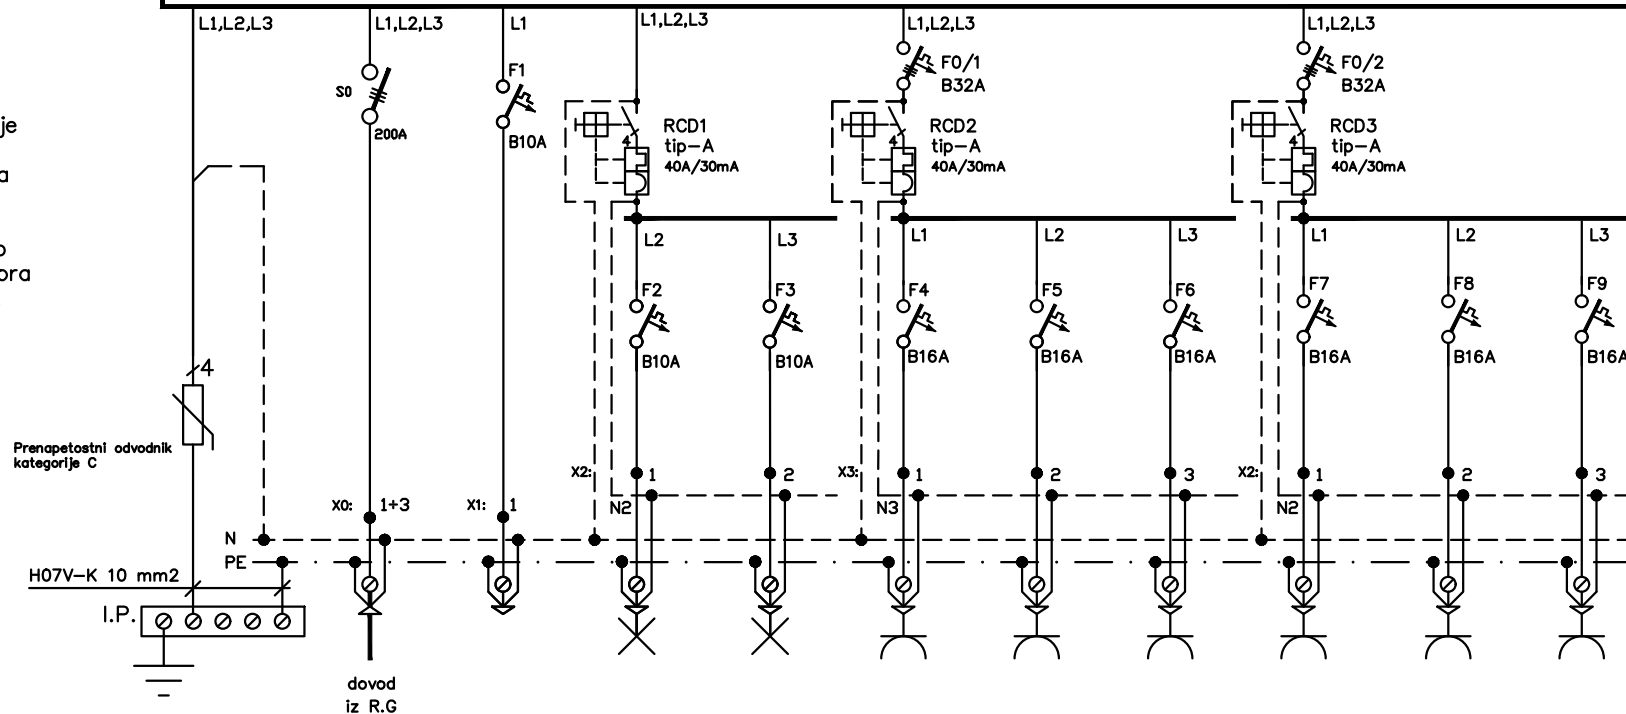 L1,L2,L3 L1,L2,L3 L1 L1,L2,L3 L1,L2,L3 L1,L2,L3
F0/1 F0/2
F1
S0 B32A B32A
je
200A RCD1 RCD2 RCD3
B10A 4 tip-A 4 tip-A 4 tip-A
40A/30mA 40A/30mA 40A/30mA
a
L2 L3 L1 L2 L3 L1 L2 L3
o
ora
F2 F3 F4 F5 F6 F7 F8 F9
B10A B10A B16A B16A B16A B16A B16A B16A
4
Prenapetostni odvodnik
kategorije C
X2: 1 2 X3: 1 2 3 X2: 1 2 3
X0: 1+3 X1: 1 N2 N3 N2
N
PE
H07V-K 10 mm2
I.P.
dovod
iz R.G